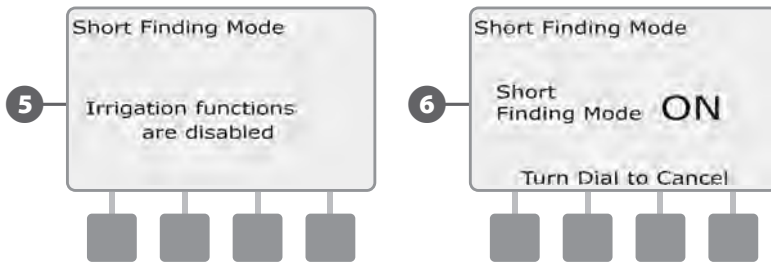 Short Finding Mode
5
Irrigation functions
are disabled
Short Finding Mode
6
Short
Finding Mode ON
Turn Dial to Cancel